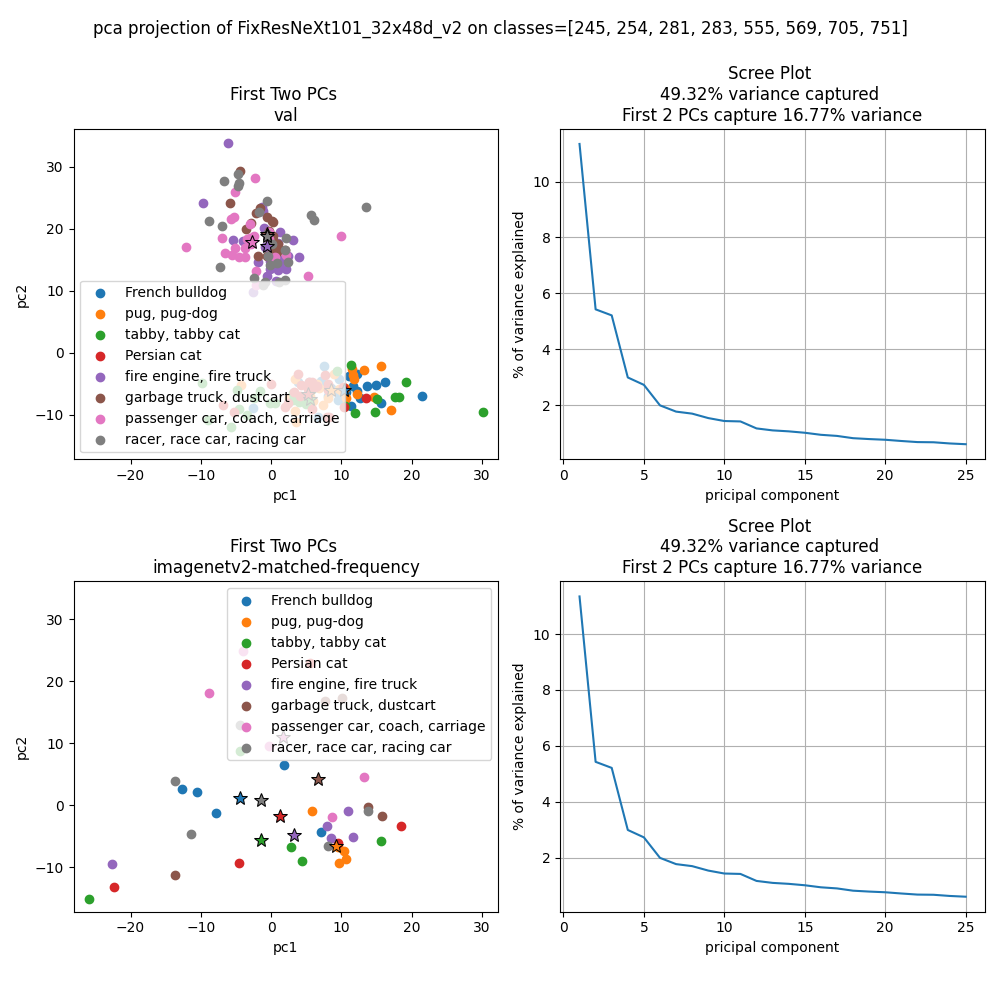 pca projection of FixResNeXt101_32x48d_v2 on classes=[245, 254, 281, 283, 555, 569, 705, 751]
First Two PCs
val
30
20
10
0
−10
pc2
French bulldog
pug, pug-dog
tabby, tabby cat
Persian cat
fire engine, fire truck
garbage truck, dustcart
passenger car, coach, carriage
racer, race car, racing car
−20
−10
0
10
20
30
pc1
Scree Plot
49.32% variance captured
First 2 PCs capture 16.77% variance
10
8
6
4
2
% of variance explained
0
5
10
15
20
25
pricipal component
First Two PCs
imagenetv2-matched-frequency
30
20
10
0
−10
pc2
French bulldog
pug, pug-dog
tabby, tabby cat
Persian cat
fire engine, fire truck
garbage truck, dustcart
passenger car, coach, carriage
racer, race car, racing car
−20
−10
0
10
20
30
pc1
Scree Plot
49.32% variance captured
First 2 PCs capture 16.77% variance
10
8
6
4
2
% of variance explained
0
5
10
15
20
25
pricipal component